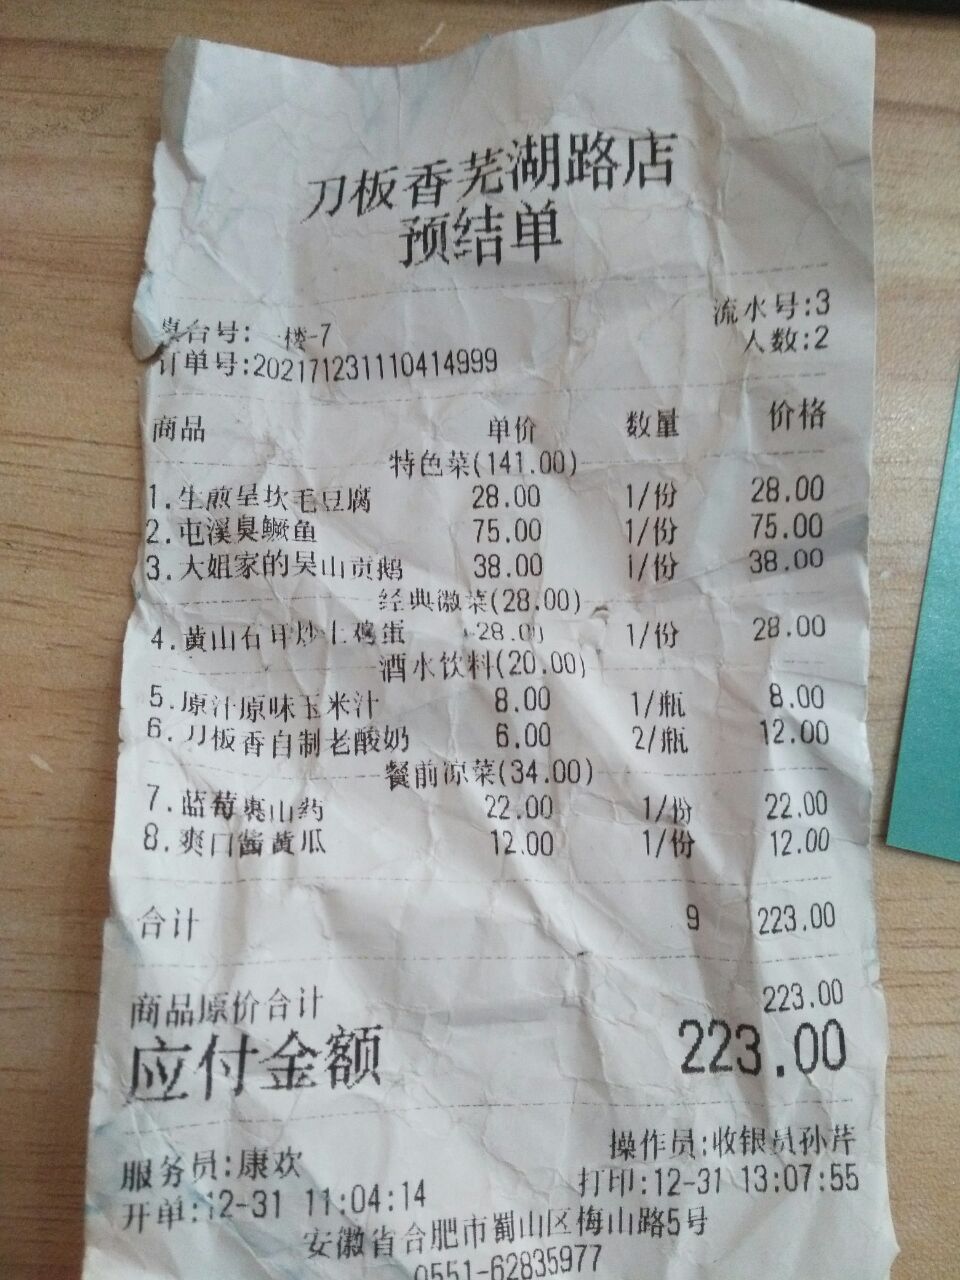 刀板香芜湖路店
预结单
流水号:3
桌台号:一楼-7
人数:2
订单号:202171231110414999
商品 单价 数量 价格
特色菜(141.00)
1.生煎呈坎毛豆腐 28.00 1/份 28.00
2.屯溪臭鳜鱼 75.00 1/份 75.00
3.大姐家的吴山贡鹅 38.00 1/份 38.00
经典徽菜(28.00)
4.黄山石耳炒土鸡蛋 28.00 1/份 28.00
酒水饮料(20.00)
5.原汁原味玉米汁 8.00 1/瓶 8.00
6.刀板香自制老酸奶 6.00 2/瓶 12.00
餐前凉菜(34.00)
7.蓝莓爽山药 22.00 1/份 22.00
8.爽口酱黄瓜 12.00 1/份 12.00
合计 9 223.00
商品原价合计 223.00
应付金额 223.00
服务员:康欢 操作员:收银员孙芹
开单:12-31 11:04:14 打印:12-31 13:07:55
安徽省合肥市蜀山区梅山路5号
0551-62835977